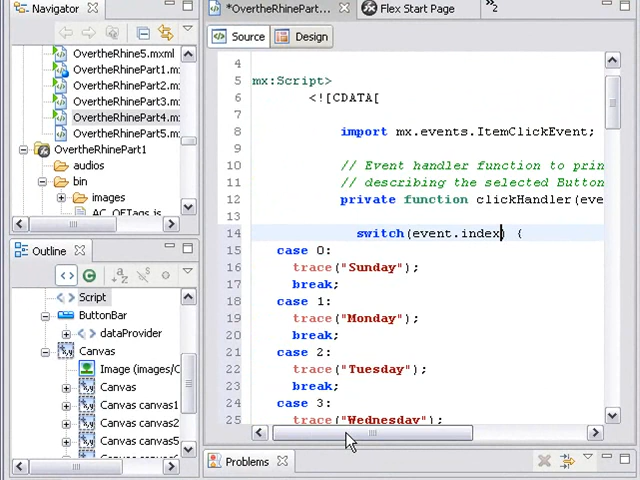 Navigator
OvertheRhine5.mxml
OvertheRhinePart1.m
OvertheRhinePart2.m
OvertheRhinePart3.m
OvertheRhinePart4.m
OvertheRhinePart5.m
OvertheRhinePart1
audios
bin
images
AC_OETags.js
Outline
Script
ButtonBar
dataProvider
Canvas
Image (images/C
Canvas
Canvas canvas1
Canvas canvas2
Canvas canvas5
Canvas canvas4
*OvertheRhinePart...
Flex Start Page
»2
Source
Design
4
5 mx:Script>
6 <![CDATA[
7
8 import mx.events.ItemClickEvent;
9
10 // Event handler function to prin
11 // describing the selected Button
12 private function clickHandler(eve
13
14 switch(event.index) {
15 case 0:
16 trace("Sunday");
17 break;
18 case 1:
19 trace("Monday");
20 break;
21 case 2:
22 trace("Tuesday");
23 break;
24 case 3:
25 trace("Wednesday");
Problems